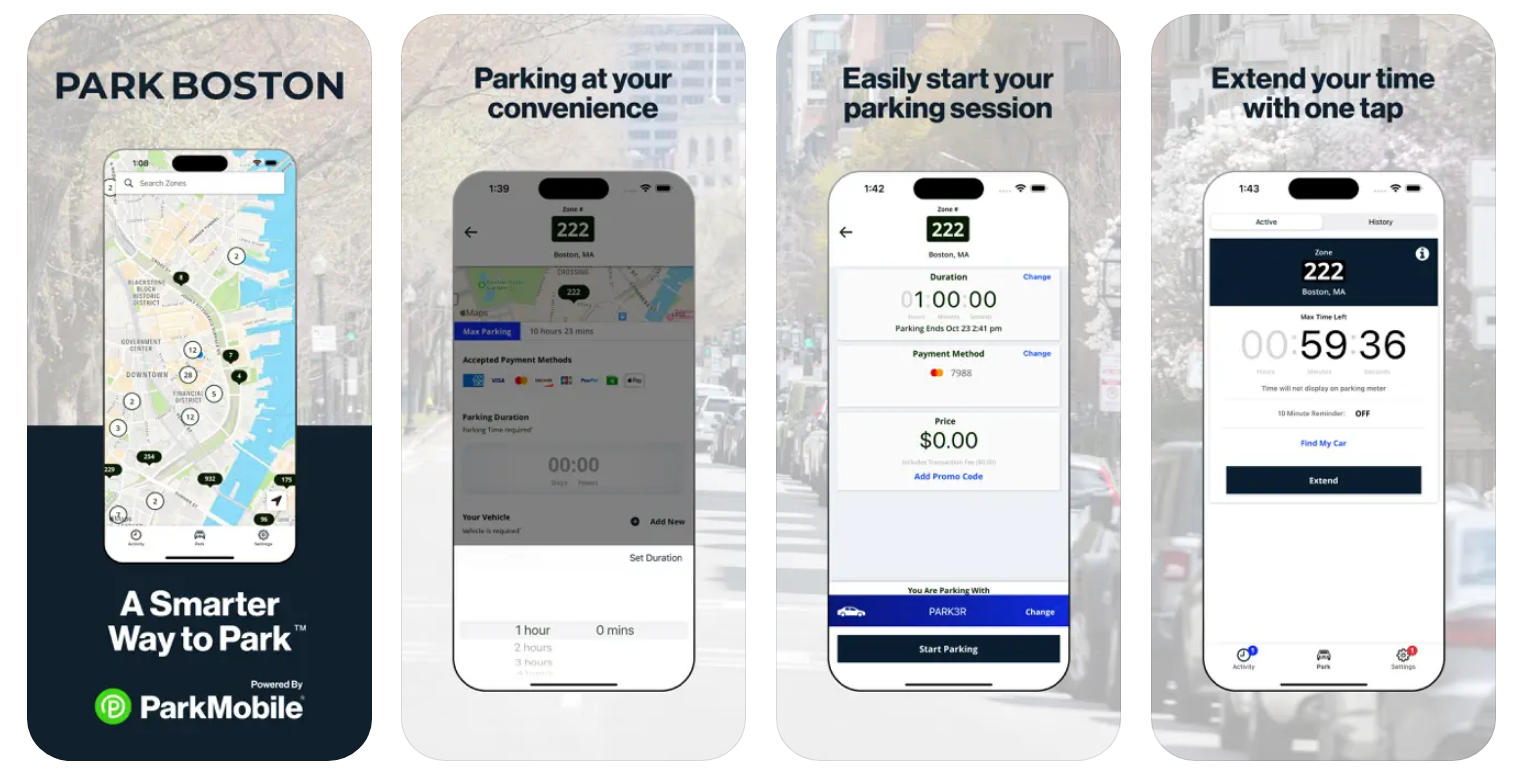 PARK BOSTON
1:08
Search Zones
2
2
8
BLACKSTONE
BLOCK
HISTORIC
DISTRICT
GOVERNMENT
CENTER
12
7
DOWNTOWN
28
4
FINANCIAL
DISTRICT
5
2
12
3
254
229
932
175
2
7
96
Activity
Park
Settings
A Smarter
Way to Park™
Powered By
ParkMobile
Parking at your
convenience
1:39
Zone #
222
Boston, MA
CROSSING
222
Maps
Max Parking 10 hours 23 mins
Accepted Payment Methods
VISA
PayPal
Pay
Parking Duration
Parking Time required*
00:00
Days Hours
Your Vehicle
Add New
Vehicle is required*
Set Duration
1 hour 0 mins
2 hours
3 hours
Easily start your
parking session
1:42
Zone #
222
Boston, MA
Duration Change
01:00:00
Hours Minutes Seconds
Parking Ends Oct 23 2:41 pm
Payment Method Change
7988
Price
$0.00
Includes Transaction Fee ($0.00)
Add Promo Code
You Are Parking With
PARK3R Change
Start Parking
Extend your time
with one tap
1:43
Active History
Zone
222
Boston, MA
Max Time Left
00:59:36
Hours Minutes Seconds
Time will not display on parking meter
10 Minute Reminder: OFF
Find My Car
Extend
1
1
Activity
Park
Settings